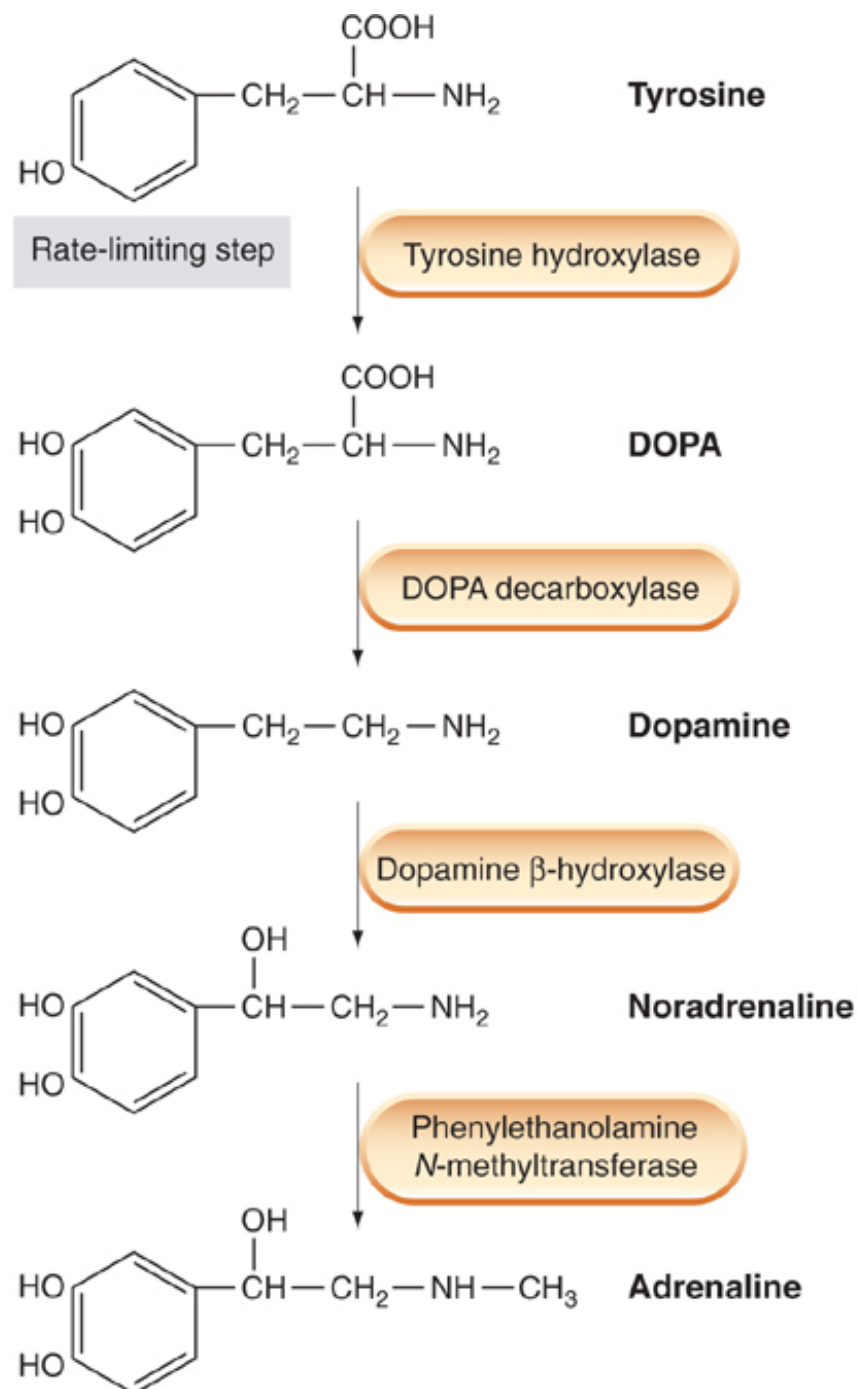 COOH
CH₂—CH—NH₂ Tyrosine
HO
Rate-limiting step Tyrosine hydroxylase
COOH
HO CH₂—CH—NH₂ DOPA
HO
DOPA decarboxylase
HO CH₂—CH₂—NH₂ Dopamine
HO
Dopamine β-hydroxylase
OH
HO CH—CH₂—NH₂ Noradrenaline
HO
Phenylethanolamine
N-methyltransferase
OH
HO CH—CH₂—NH—CH₃ Adrenaline
HO